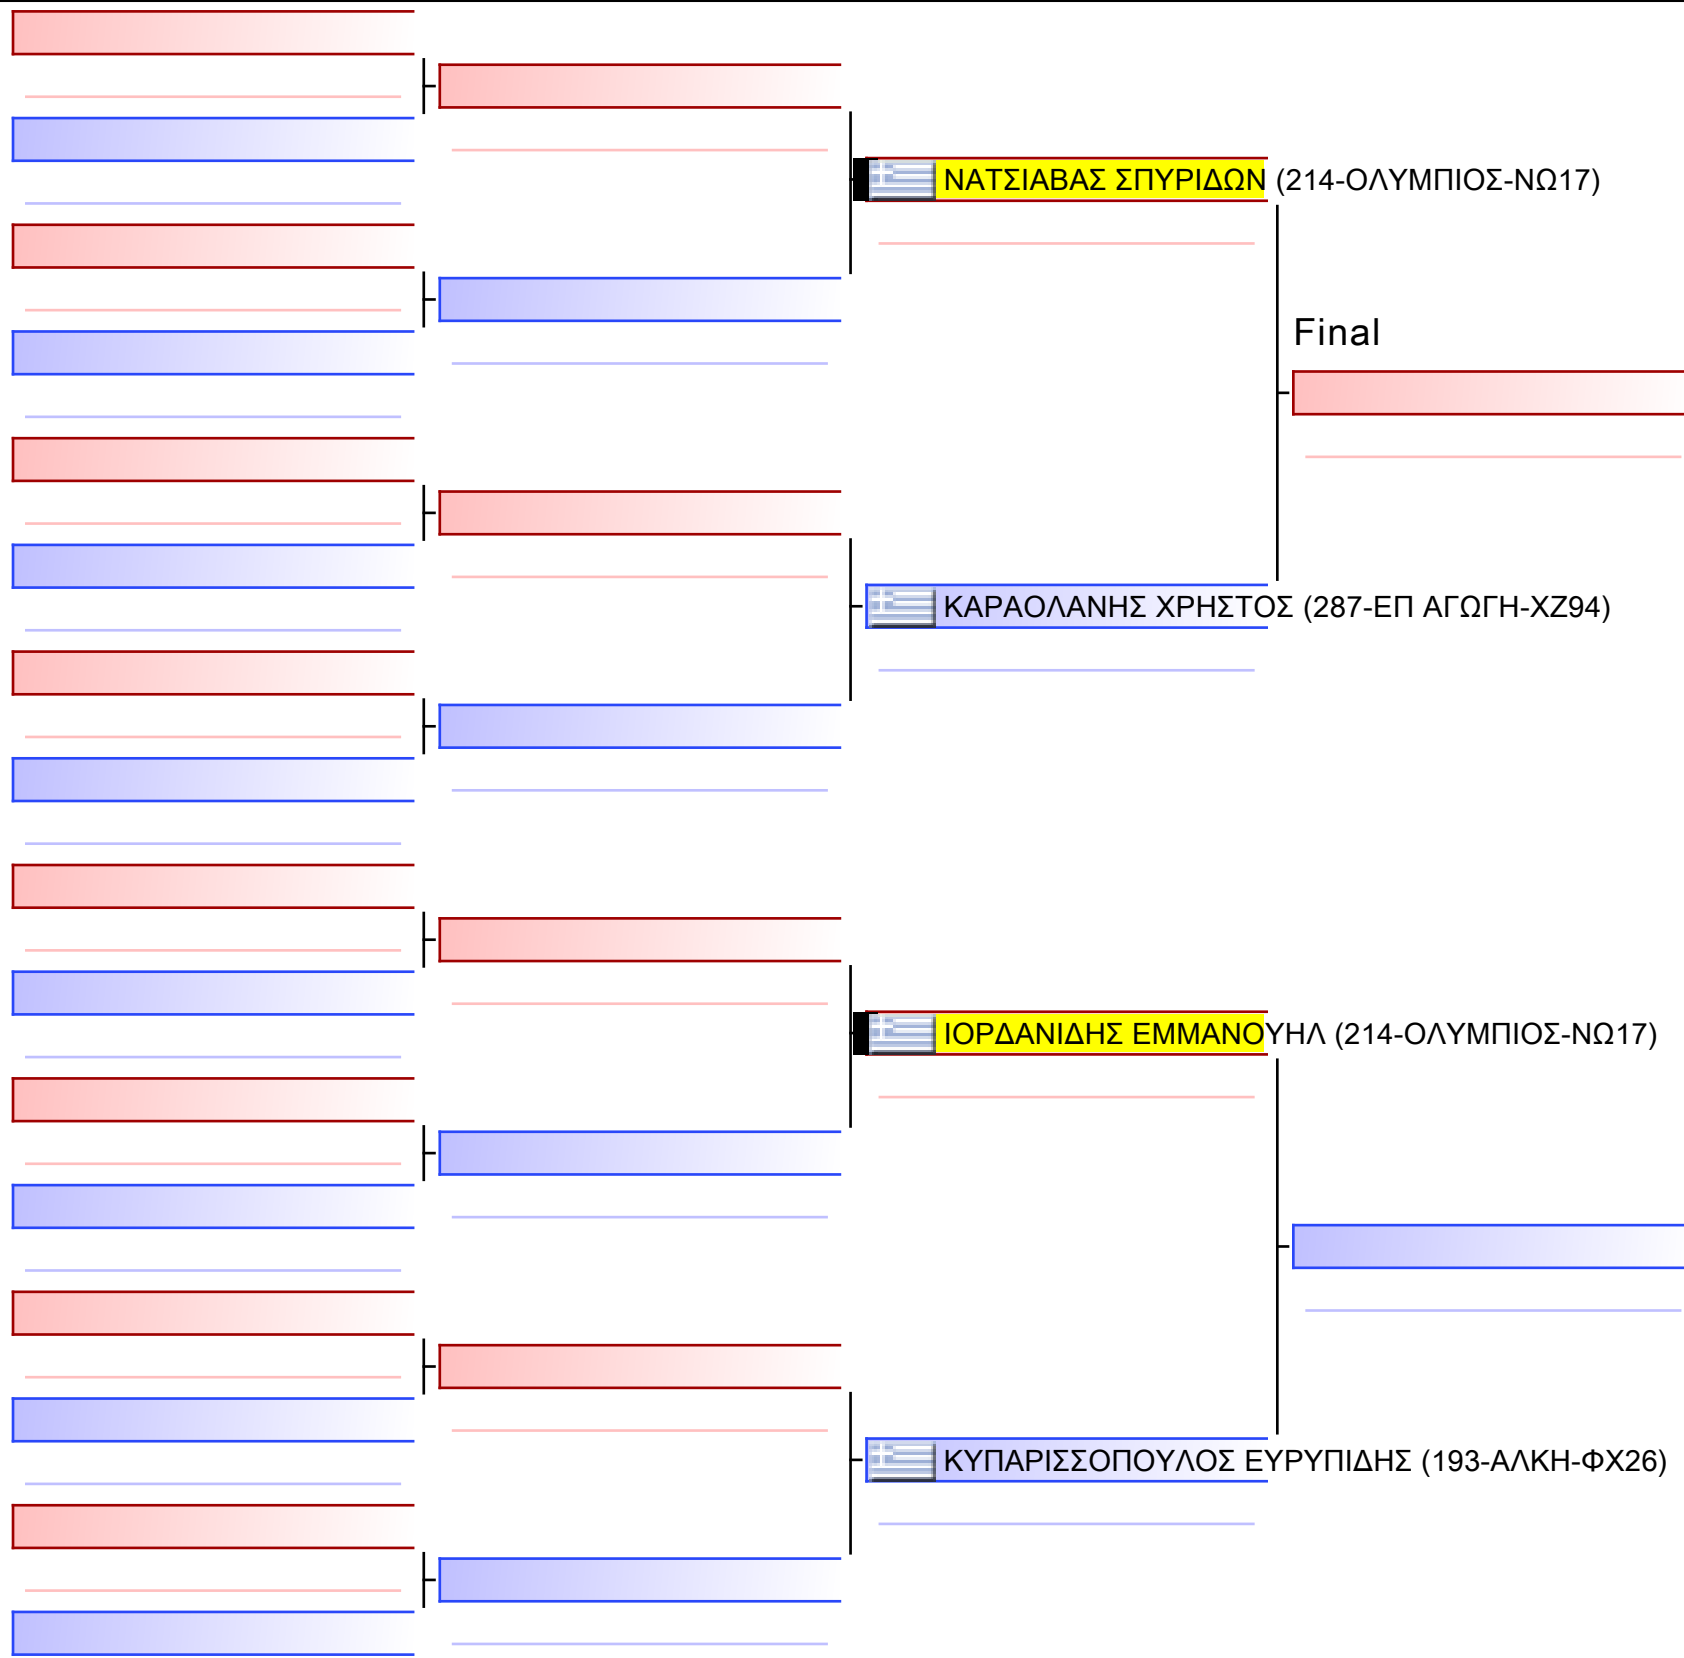 ΝΑΤΣΙΑΒΑΣ ΣΠΥΡΙΔΩΝ (214-ΟΛΥΜΠΙΟΣ-ΝΩ17)
Final
ΚΑΡΑΟΛΑΝΗΣ ΧΡΗΣΤΟΣ (287-ΕΠ ΑΓΩΓΗ-ΧΖ94)
ΙΟΡΔΑΝΙΔΗΣ ΕΜΜΑΝΟΥΗΛ (214-ΟΛΥΜΠΙΟΣ-ΝΩ17)
ΚΥΠΑΡΙΣΣΟΠΟΥΛΟΣ ΕΥΡΥΠΙΔΗΣ (193-ΑΛΚΗ-ΦΧ26)